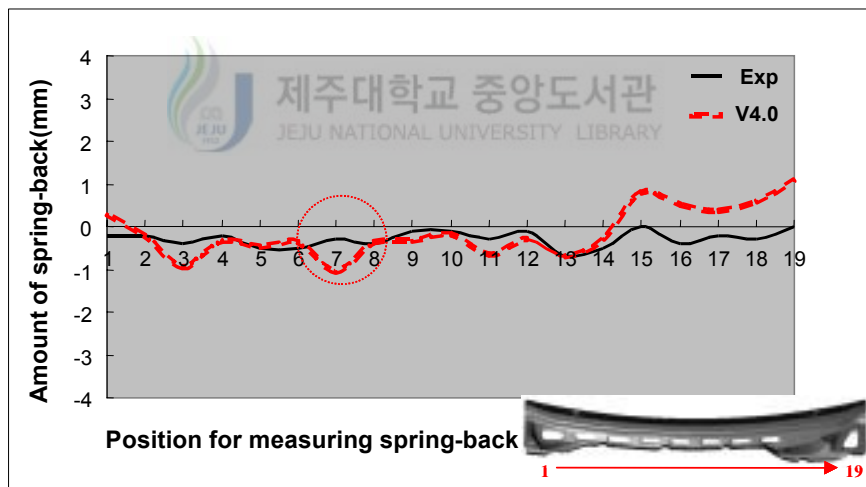 4
3
2
1
0
-1
-2
-3
-4
Amount of spring-back(mm)
제주대학교 중앙도서관
JEJU NATIONAL UNIVERSITY LIBRARY
JEJU
1952
Exp
V4.0
1 2 3 4 5 6 7 8 9 10 11 12 13 14 15 16 17 18 19
Position for measuring spring-back
1 19